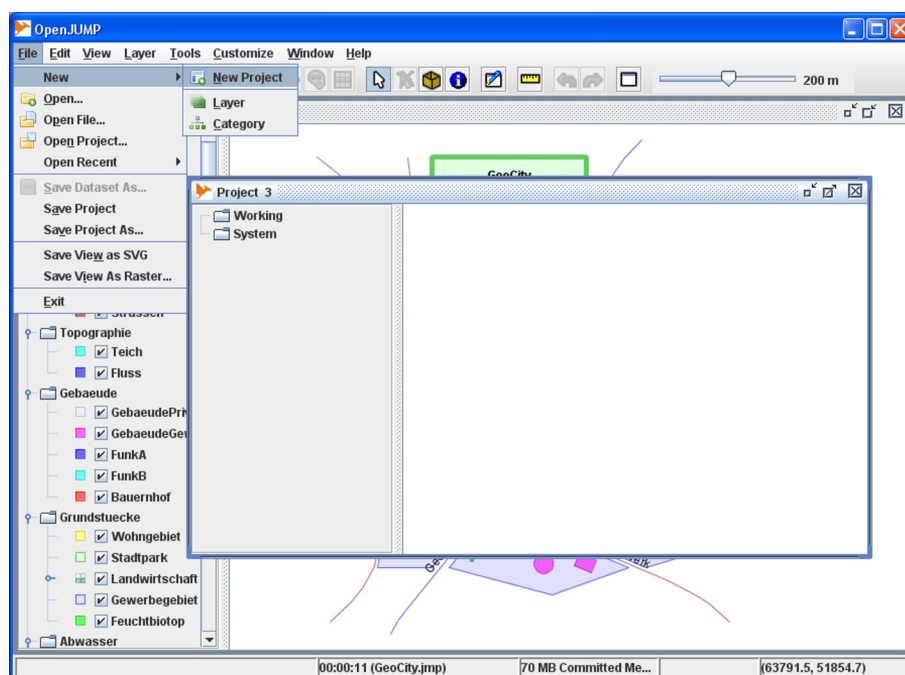 OpenJUMP
File Edit View Layer Tools Customize Window Help
New
New Project
Layer
Category
200 m
Open...
Open File...
Open Project...
Open Recent
Save Dataset As...
Save Project
Save Project As...
Save View as SVG
Save View As Raster...
Exit
GeoCity
Project 3
Working
System
Strassen
Topographie
Teich
Fluss
Gebaeude
GebaeudePri
GebaeudeGe
FunkA
FunkB
Bauernhof
Grundstuecke
Wohngebiet
Stadtpark
Landwirtschaft
Gewerbegebiet
Feuchtbiotop
Abwasser
00:00:11 (GeoCity.jmp)
70 MB Committed Me...
(63791.5, 51854.7)